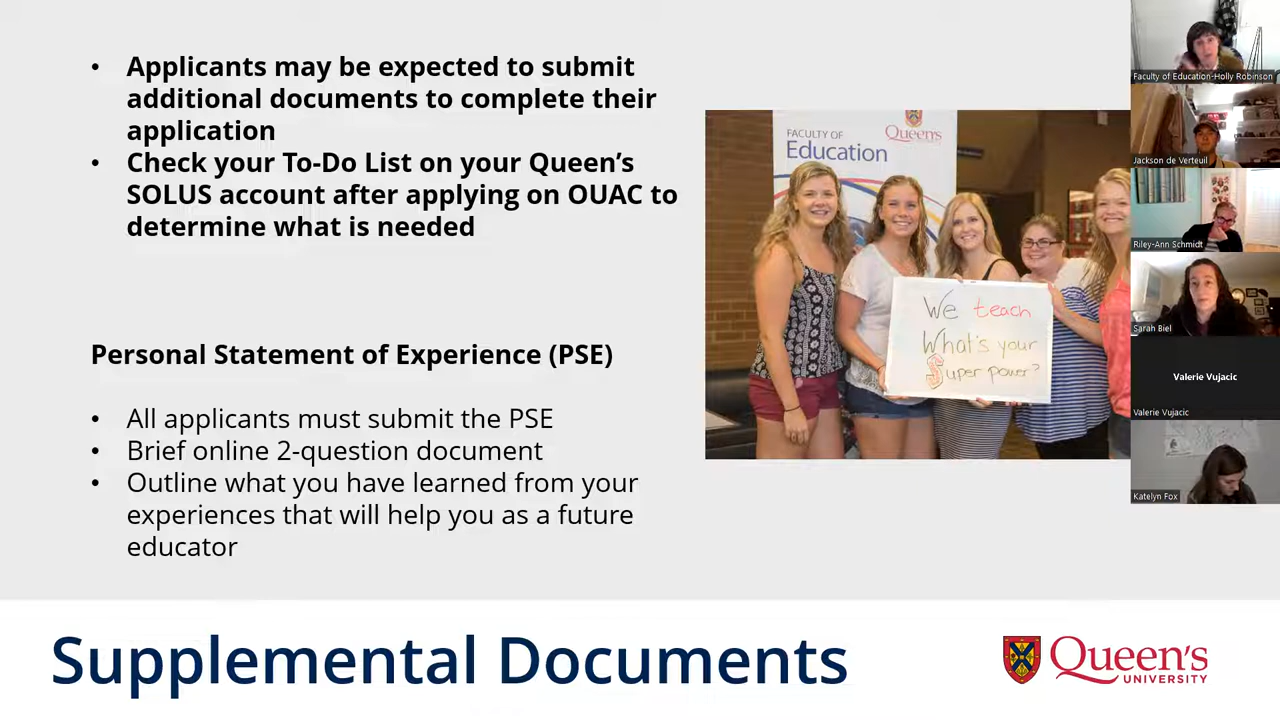 • Applicants may be expected to submit
additional documents to complete their
application
• Check your To-Do List on your Queen's
SOLUS account after applying on OUAC to
determine what is needed
Personal Statement of Experience (PSE)
• All applicants must submit the PSE
• Brief online 2-question document
• Outline what you have learned from your
experiences that will help you as a future
educator
FACULTY OF
Education
Queen's
We teach
What's your
Super power?
Faculty of Education-Holly Robinson
Jackson de Verteuil
Riley-Ann Schmidt
Sarah Biel
Valerie Vujacic
Valerie Vujacic
Katelyn Fox
Supplemental Documents
Queen's
UNIVERSITY